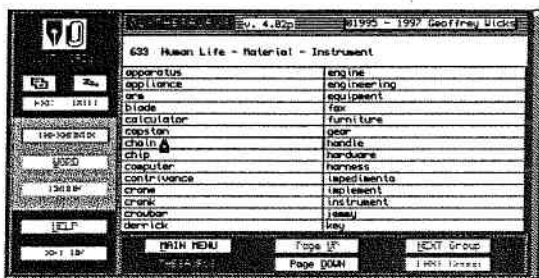 v. 4.02p ©1995 - 1997 Geoffrey Wicks
633 Human Life - Material - Instrument
apparatus engine
appliance engineering
arm equipment
blade fax
calculator furniture
capstan gear
chain handle
chip hardware
computer harness
contrivance impedimenta
crane implement
crank instrument
crowbar jemmy
derrick key
WORD
HELP
MAIN MENU Page UP NEXT Group
Page DOWN